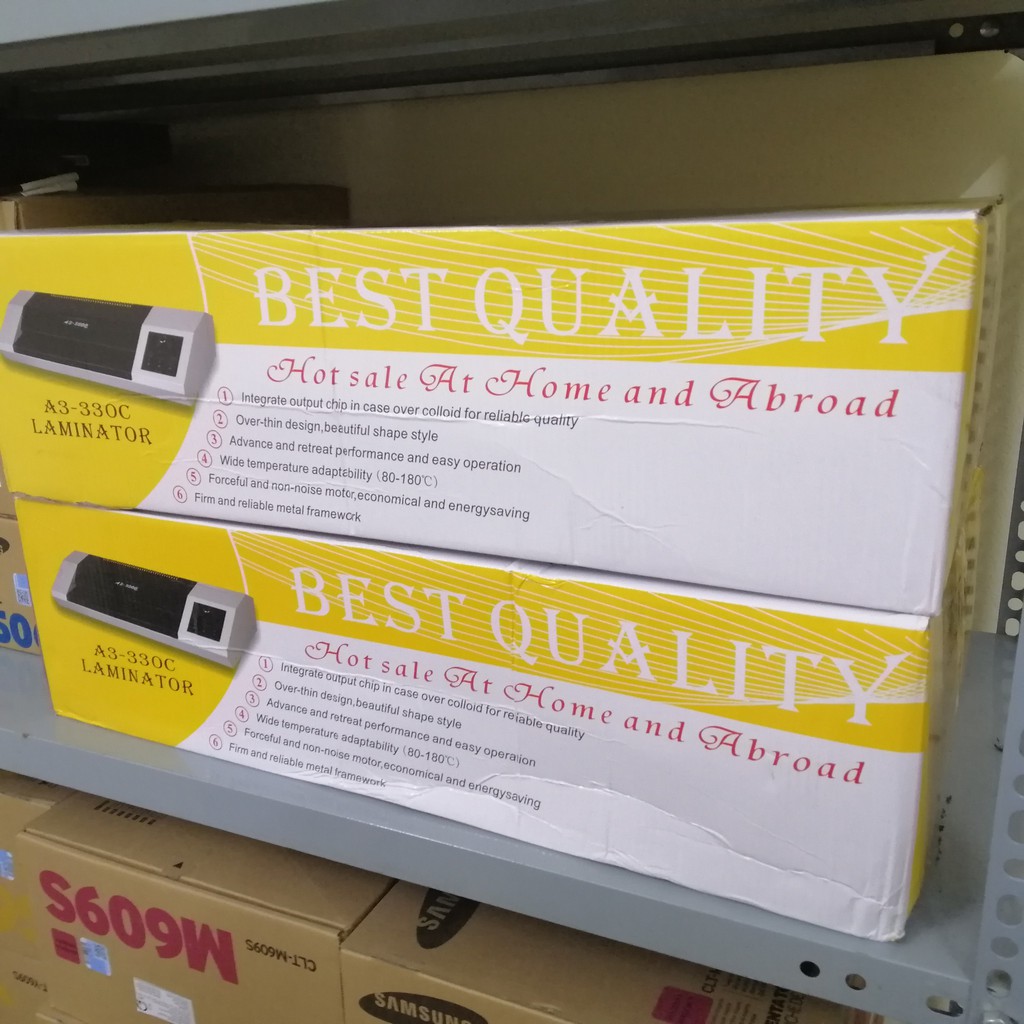 BEST QUALITY
Hot sale At Home and Abroad
A3-330C
LAMINATOR
① Integrate output chip in case over colloid for reliable quality
② Over-thin design,beautiful shape style
③ Advance and retreat performance and easy operation
④ Wide temperature adaptability (80-180℃)
⑤ Forceful and non-noise motor,economical and energysaving
⑥ Firm and reliable metal framework
BEST QUALITY
Hot sale At Home and Abroad
A3-330C
LAMINATOR
① Integrate output chip in case over colloid for reliable quality
② Over-thin design,beautiful shape style
③ Advance and retreat performance and easy operation
④ Wide temperature adaptability (80-180℃)
⑤ Forceful and non-noise motor,economical and energysaving
⑥ Firm and reliable metal framework
M609S
CLT-M609S
SAM
SAMSUNG